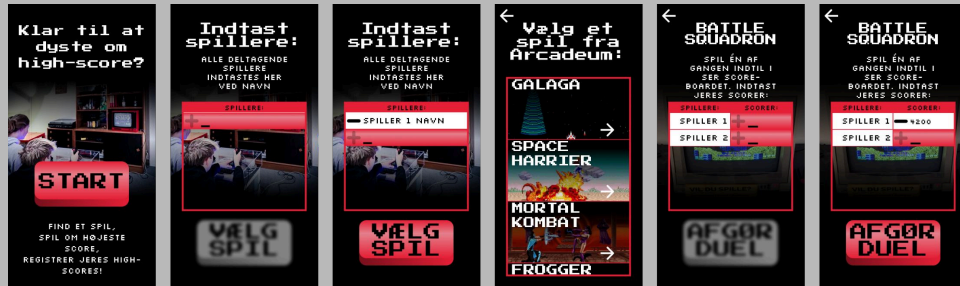 Klar til at
dyste om
high-score?
START
FIND ET SPIL,
SPIL OM HØJESTE
SCORE,
REGISTRER JERES HIGH-
SCORES!
Indtast
spillere:
ALLE DELTAGENDE
SPILLERE
INDTASTES HER
VED NAVN
SPILLERE:
+_
VÆLG
SPIL
Indtast
spillere:
ALLE DELTAGENDE
SPILLERE
INDTASTES HER
VED NAVN
SPILLERE:
SPILLER 1 NAVN
+_
VÆLG
SPIL
Vælg et
spil fra
Arcadeum:
GALAGA
SPACE
HARRIER
MORTAL
KOMBAT
FROGGER
BATTLE
SQUADRON
SPIL ÉN AF
GANGEN INDTIL I
SER SCORE-
BOARDET. INDTAST
JERES SCORER:
SPILLERE: SCORER:
SPILLER 1 +_
SPILLER 2 +_
AFGØR
DUEL
BATTLE
SQUADRON
SPIL ÉN AF
GANGEN INDTIL I
SER SCORE-
BOARDET. INDTAST
JERES SCORER:
SPILLERE: SCORER:
SPILLER 1 4200
SPILLER 2 +_
AFGØR
DUEL